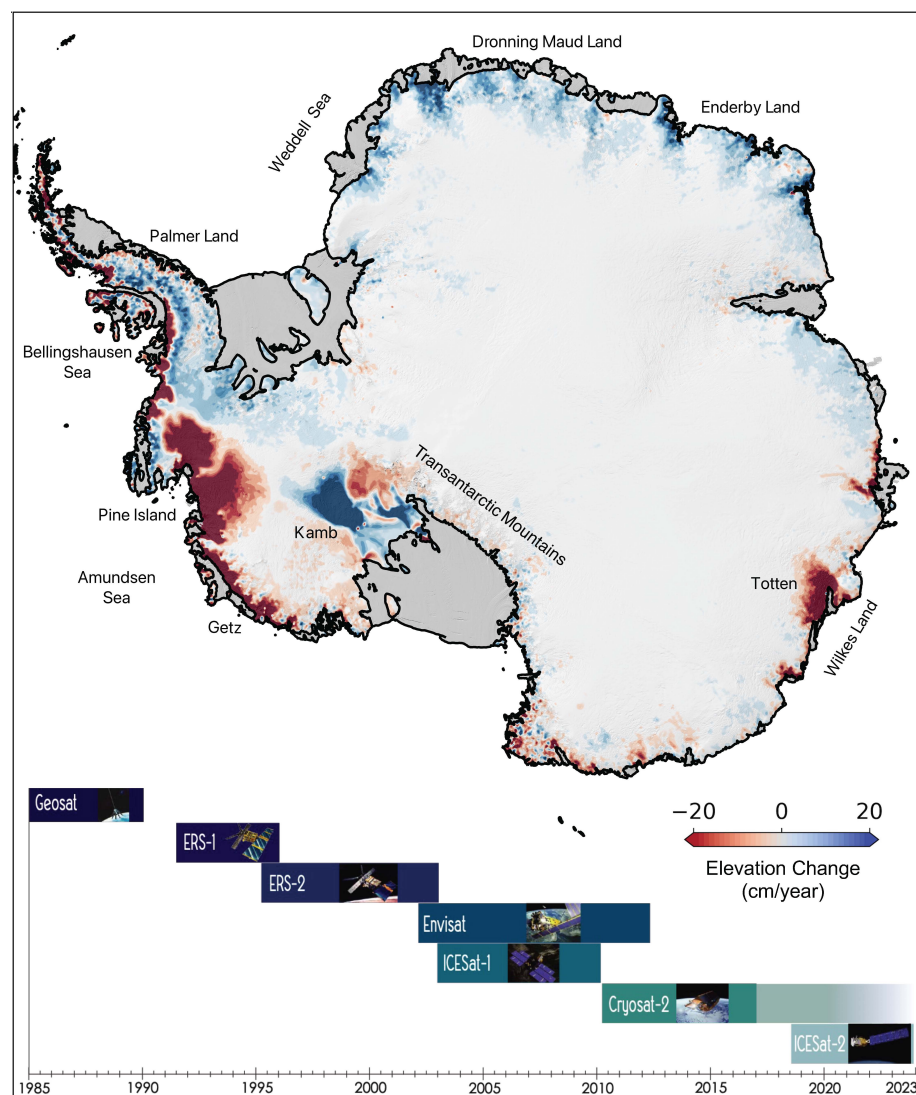 Dronning Maud Land
Enderby Land
Weddell Sea
Palmer Land
Bellingshausen
Sea
Transantarctic Mountains
Pine Island
Kamb
Amundsen
Sea
Totten
Getz
Wilkes Land
Geosat
−20 0 20
ERS-1
Elevation Change
(cm/year)
ERS-2
Envisat
ICESat-1
Cryosat-2
ICESat-2
1985 1990 1995 2000 2005 2010 2015 2020 2023